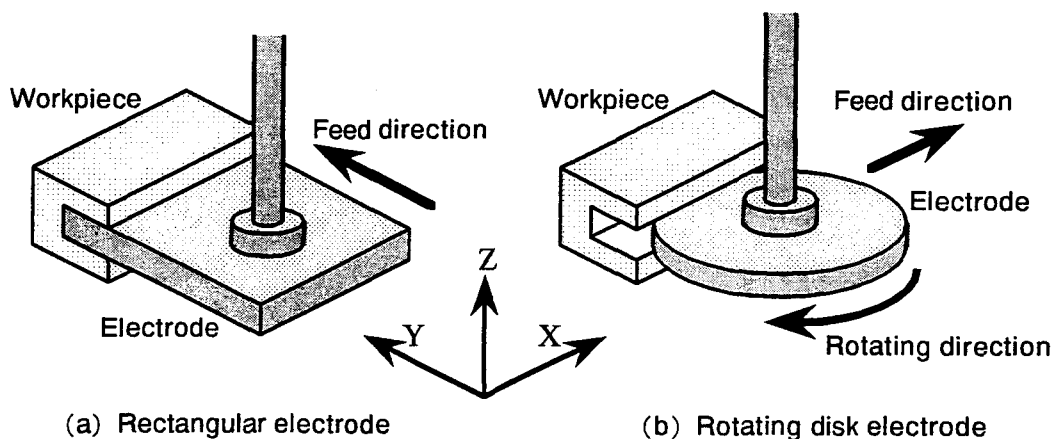 Workpiece
Feed direction
Electrode
(a) Rectangular electrode
Z
Y
X
Workpiece
Feed direction
Electrode
Rotating direction
(b) Rotating disk electrode